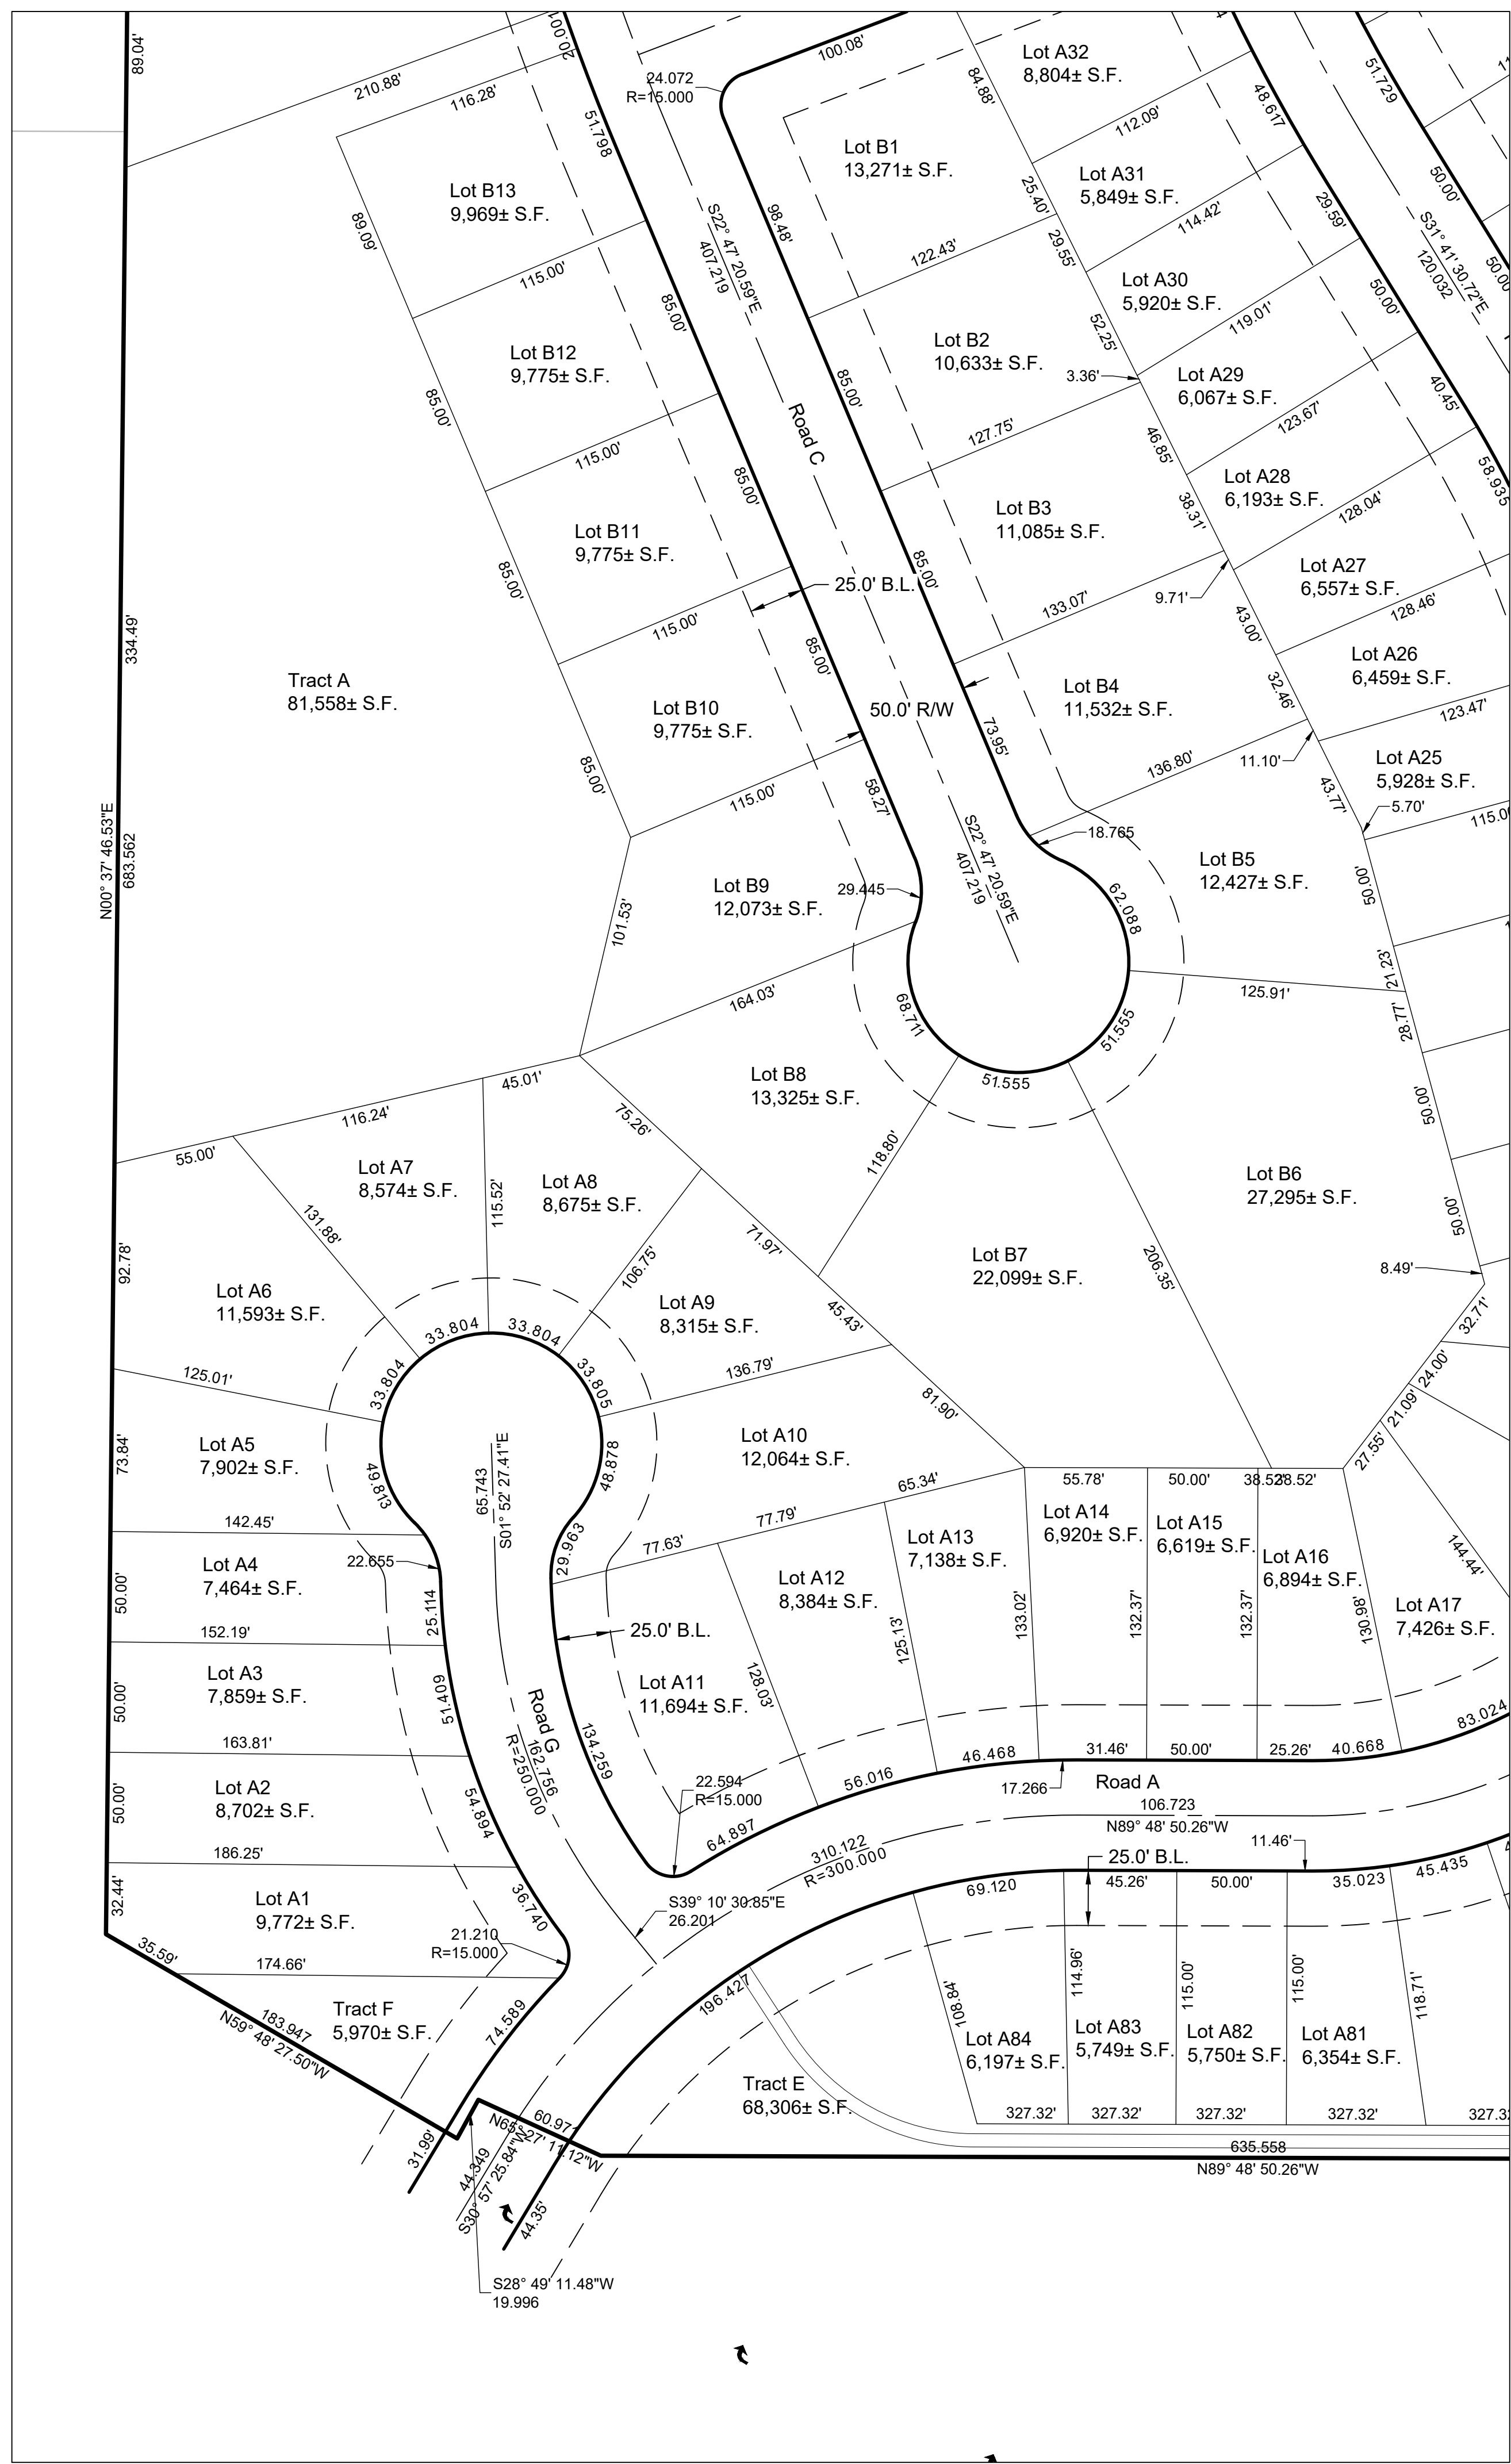 89.04'
210.88'
116.28'
20.00'
51.798
24.072
R=15.000
100.08'
84.88'
Lot A32
8,804± S.F.
48.617
51.729
112.09'
Lot B1
13,271± S.F.
Lot A31
5,849± S.F.
25.40'
50.00'
Lot B13
9,969± S.F.
89.09'
98.48'
S22° 47' 20.59"E
407.219
122.43'
29.55'
114.42'
29.59'
S31° 41' 30.72"E
120.032
50.00
115.00'
85.00'
Lot A30
5,920± S.F.
52.25'
119.01'
50.00'
Lot B12
9,775± S.F.
85.00'
Lot B2
10,633± S.F.
85.00'
3.36'
Lot A29
6,067± S.F.
40.45'
Road C
127.75'
46.85'
123.67'
115.00'
85.00'
Lot A28
6,193± S.F.
58.935
Lot B3
11,085± S.F.
38.31'
128.04'
Lot B11
9,775± S.F.
85.00'
25.0' B.L.
85.00'
Lot A27
6,557± S.F.
9.71'
133.07'
43.00'
128.46'
115.00'
85.00'
334.49'
Tract A
81,558± S.F.
Lot A26
6,459± S.F.
Lot B10
9,775± S.F.
50.0' R/W
Lot B4
11,532± S.F.
32.46'
123.47'
73.95'
85.00'
136.80'
11.10'
Lot A25
5,928± S.F.
43.77'
5.70'
115.00'
58.27'
18.765
N00° 37' 46.53"E
683.562
S22° 47' 20.59"E
407.219
Lot B5
12,427± S.F.
50.00'
Lot B9
12,073± S.F.
29.445
62.088
101.53'
21.23'
164.03'
68.711
125.91'
28.77'
51.555
51.555
Lot B8
13,325± S.F.
45.01'
116.24'
55.00'
75.26'
118.80'
50.00'
Lot A7
8,574± S.F.
Lot A8
8,675± S.F.
115.52'
131.88'
Lot B6
27,295± S.F.
50.00'
92.78'
71.97'
106.75'
Lot B7
22,099± S.F.
206.35'
8.49'
Lot A6
11,593± S.F.
Lot A9
8,315± S.F.
45.43'
32.71'
33.804
33.804
33.804
33.805
125.01'
136.79'
24.00'
81.90'
21.09'
Lot A5
7,902± S.F.
73.84'
49.813
65.743
S01° 52' 27.41"E
48.878
Lot A10
12,064± S.F.
27.55'
65.34'
55.78'
50.00'
38.52'
38.52'
142.45'
77.79'
Lot A14
6,920± S.F.
Lot A15
6,619± S.F.
Lot A13
7,138± S.F.
77.63'
29.963
22.655
Lot A4
7,464± S.F.
50.00'
Lot A16
6,894± S.F.
144.44'
Lot A12
8,384± S.F.
25.114
133.02'
132.37'
132.37'
130.98'
Lot A17
7,426± S.F.
125.13'
152.19'
25.0' B.L.
Lot A3
7,859± S.F.
50.00'
51.409
Lot A11
11,694± S.F.
128.03'
Road G
162.756
R=250.000
134.259
83.024
163.81'
46.468
31.46'
50.00'
25.26'
40.668
56.016
17.266
Road A
Lot A2
8,702± S.F.
50.00'
54.894
22.594
R=15.000
106.723
N89° 48' 50.26"W
64.897
310.122
R=300.000
11.46'
186.25'
25.0' B.L.
45.435
32.44'
Lot A1
9,772± S.F.
36.740
S39° 10' 30.85"E
26.201
69.120
45.26'
50.00'
35.023
21.210
R=15.000
35.59'
174.66'
196.427
108.84'
114.96'
115.00'
115.00'
118.71'
Tract F
5,970± S.F.
183.947
N59° 48' 27.50"W
74.589
Lot A84
6,197± S.F.
Lot A83
5,749± S.F.
Lot A82
5,750± S.F.
Lot A81
6,354± S.F.
Tract E
68,306± S.F.
60.971
N65° 27' 11.12"W
327.32'
327.32'
327.32'
327.32'
31.99'
44.349
S30° 57' 25.84"W
635.558
N89° 48' 50.26"W
44.35'
S28° 49' 11.48"W
19.996